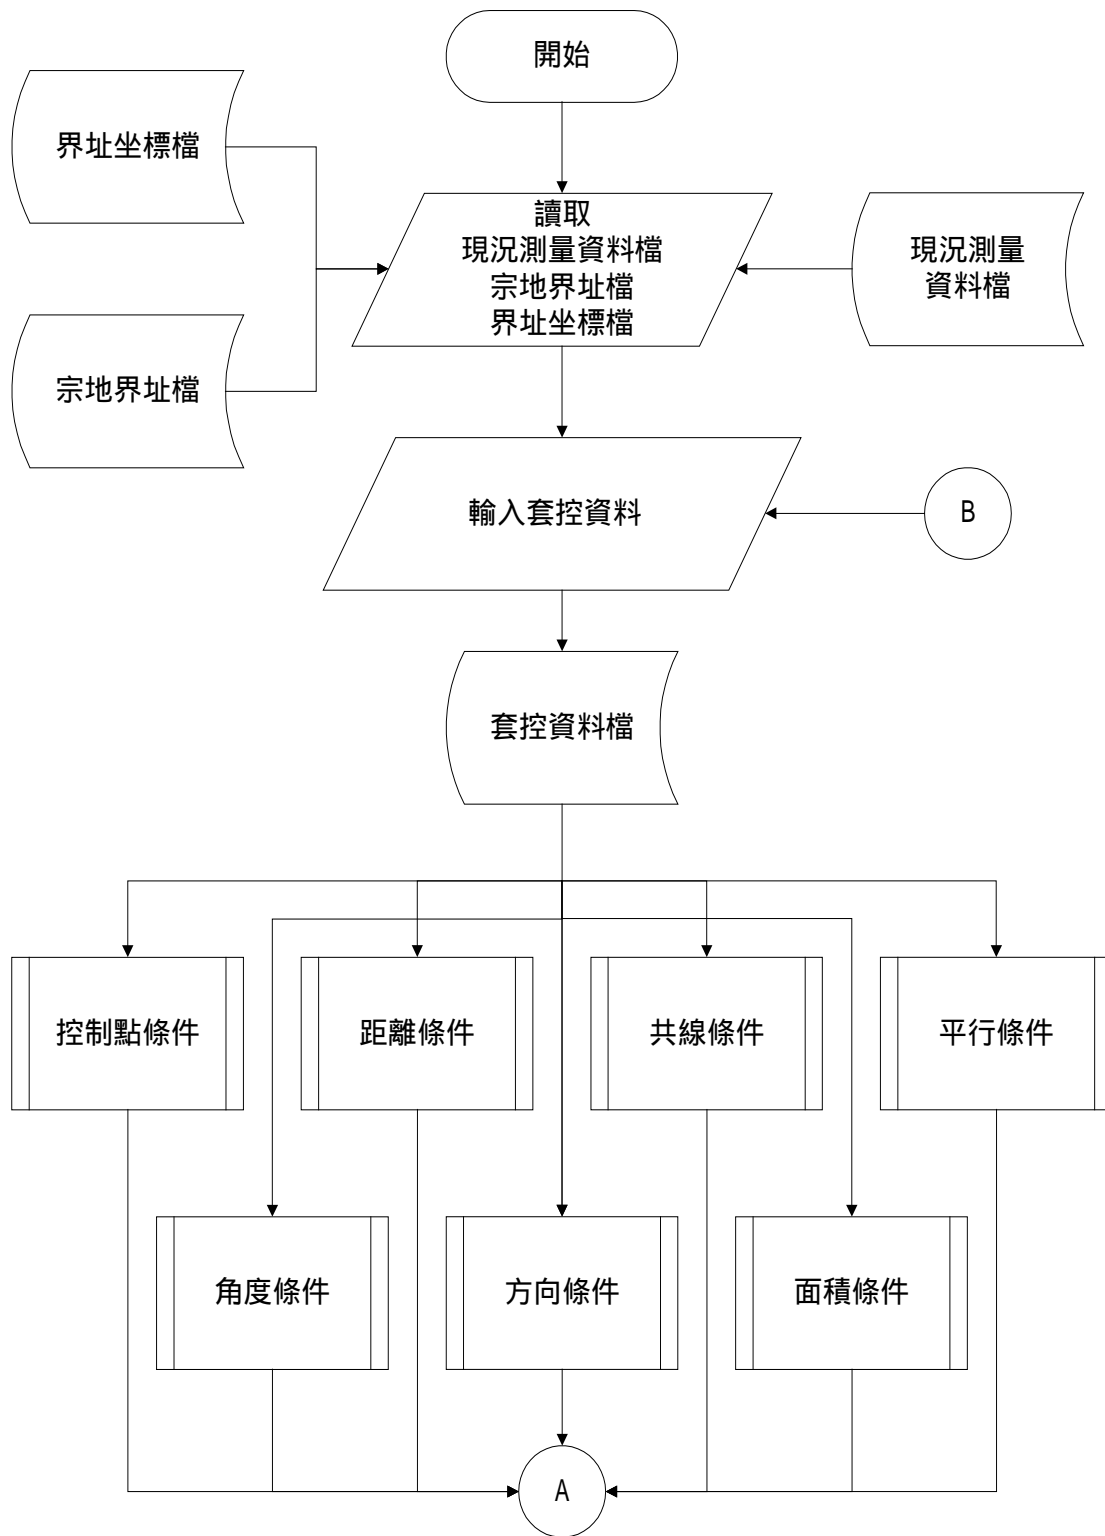 開始
界址坐標檔
讀取
現況測量資料檔
宗地界址檔
界址坐標檔
現況測量
資料檔
宗地界址檔
輸入套控資料
B
套控資料檔
控制點條件
距離條件
共線條件
平行條件
角度條件
方向條件
面積條件
A